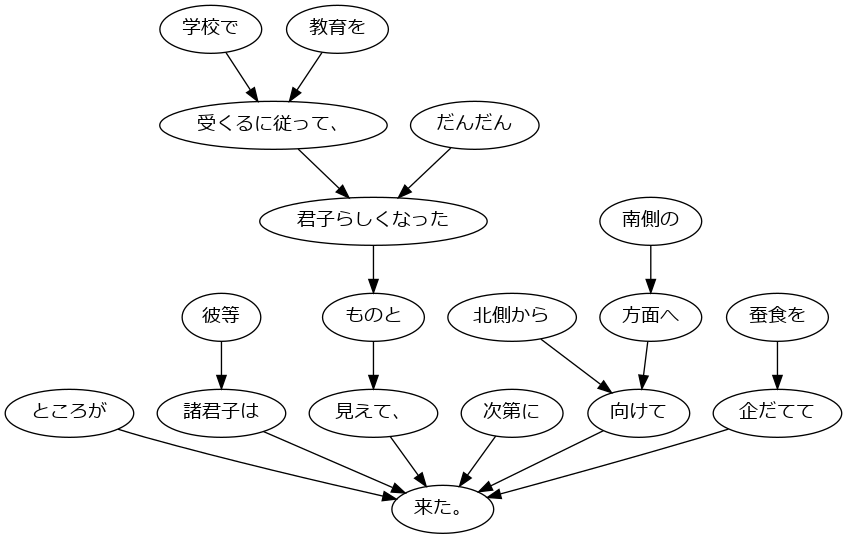 学校で
教育を
受くるに従って、
だんだん
君子らしくなった
南側の
彼等
ものと
北側から
方面へ
蚕食を
ところが
諸君子は
見えて、
次第に
向けて
企だてて
来た。